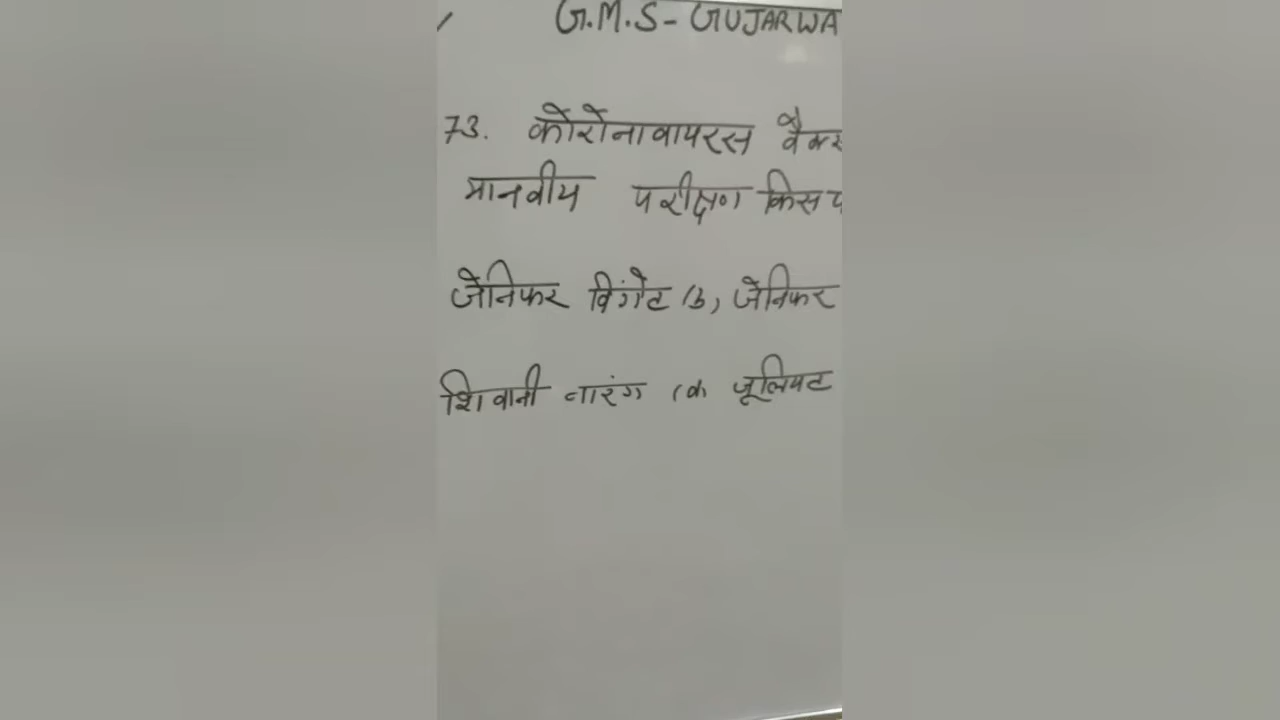 G.M.S- GUJARWA
73. कोरोनावायरस
मानवीय परीक्षण किस
जेनिफर विंगेट (B) जेनिफर
शिवानी नारंग (D) जूलियट